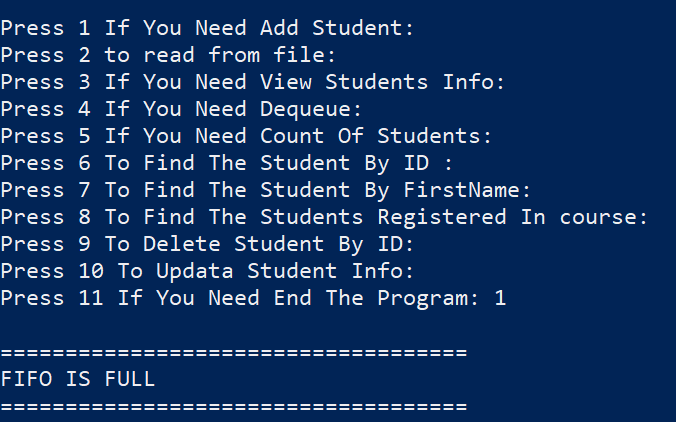 Press 1 If You Need Add Student:
Press 2 to read from file:
Press 3 If You Need View Students Info:
Press 4 If You Need Dequeue:
Press 5 If You Need Count Of Students:
Press 6 To Find The Student By ID :
Press 7 To Find The Student By FirstName:
Press 8 To Find The Students Registered In course:
Press 9 To Delete Student By ID:
Press 10 To Updata Student Info:
Press 11 If You Need End The Program: 1
====================================
FIFO IS FULL
====================================